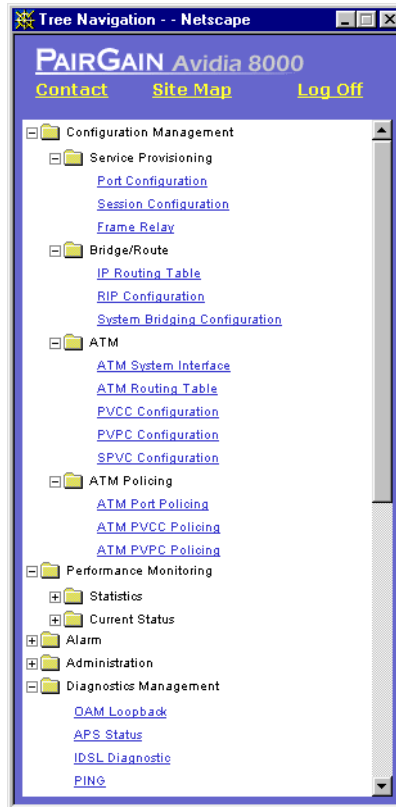 Tree Navigation - - Netscape
PAIRGAIN Avidia 8000
Contact Site Map Log Off
Configuration Management
Service Provisioning
Port Configuration
Session Configuration
Frame Relay
Bridge/Route
IP Routing Table
RIP Configuration
System Bridging Configuration
ATM
ATM System Interface
ATM Routing Table
PVCC Configuration
PVPC Configuration
SPVC Configuration
ATM Policing
ATM Port Policing
ATM PVCC Policing
ATM PVPC Policing
Performance Monitoring
Statistics
Current Status
Alarm
Administration
Diagnostics Management
OAM Loopback
APS Status
IDSL Diagnostic
PING